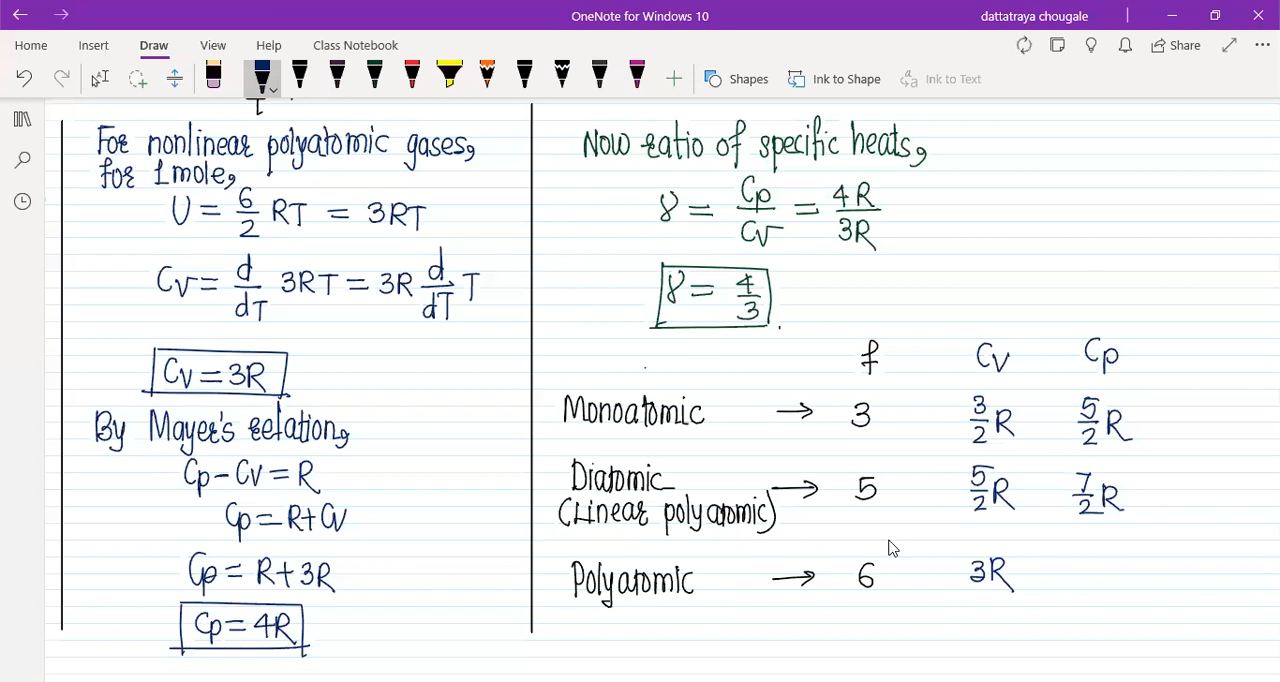 OneNote for Windows 10
dattatraya chougale
Home Insert Draw View Help Class Notebook
Share
Shapes Ink to Shape Ink to Text
For nonlinear polyatomic gases,
for 1 mole,
U = 6/2 RT = 3RT
Cv = d/dT 3RT = 3R d/dT T
Cv = 3R
By Mayer's relation,
Cp - Cv = R
Cp = R + Cv
Cp = R + 3R
Cp = 4R
Now ratio of specific heats,
γ = Cp/Cv = 4R/3R
γ = 4/3
f Cv Cp
Monoatomic → 3 3/2 R 5/2 R
Diatomic → 5 5/2 R 7/2 R
(Linear polyatomic)
Polyatomic → 6 3R